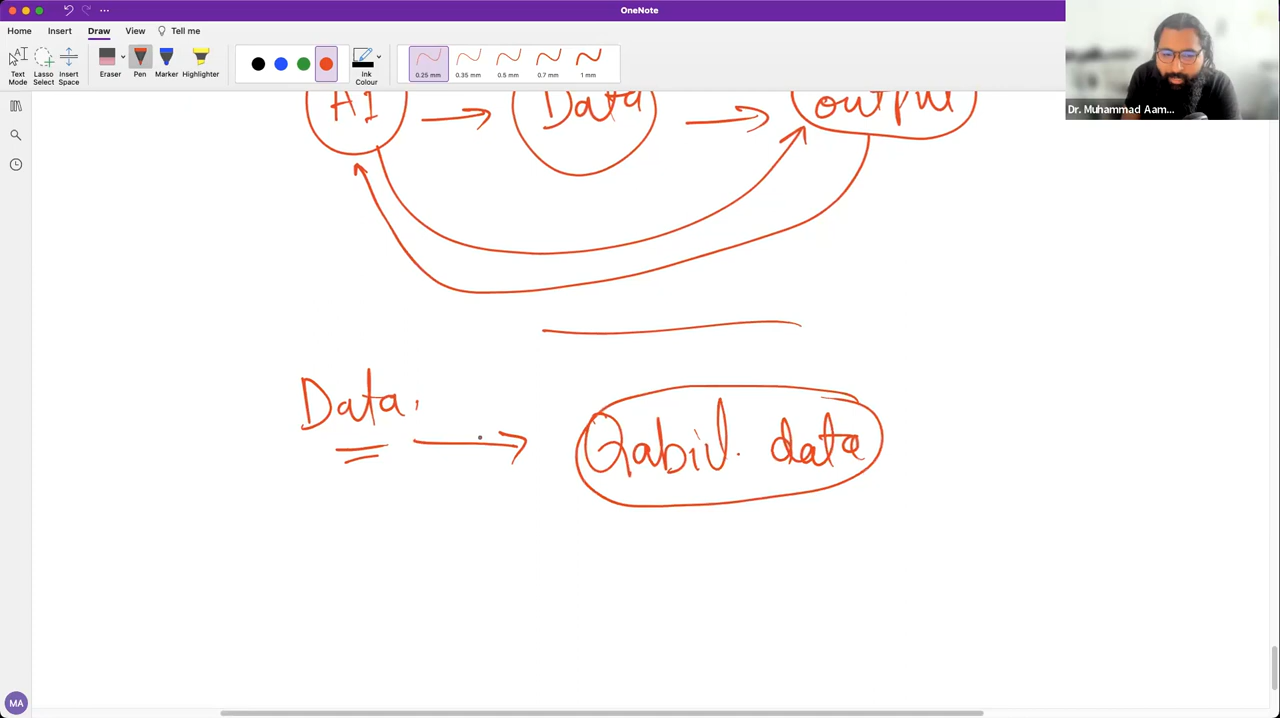 OneNote
Home Insert Draw View Tell me
Text Mode
Lasso Select
Insert Space
Eraser
Pen
Marker
Highlighter
Ink Colour
0.25 mm
0.35 mm
0.5 mm
0.7 mm
1 mm
Dr. Muhammad Aam...
AI → Data → output
Data.
→ Qabil. data
MA